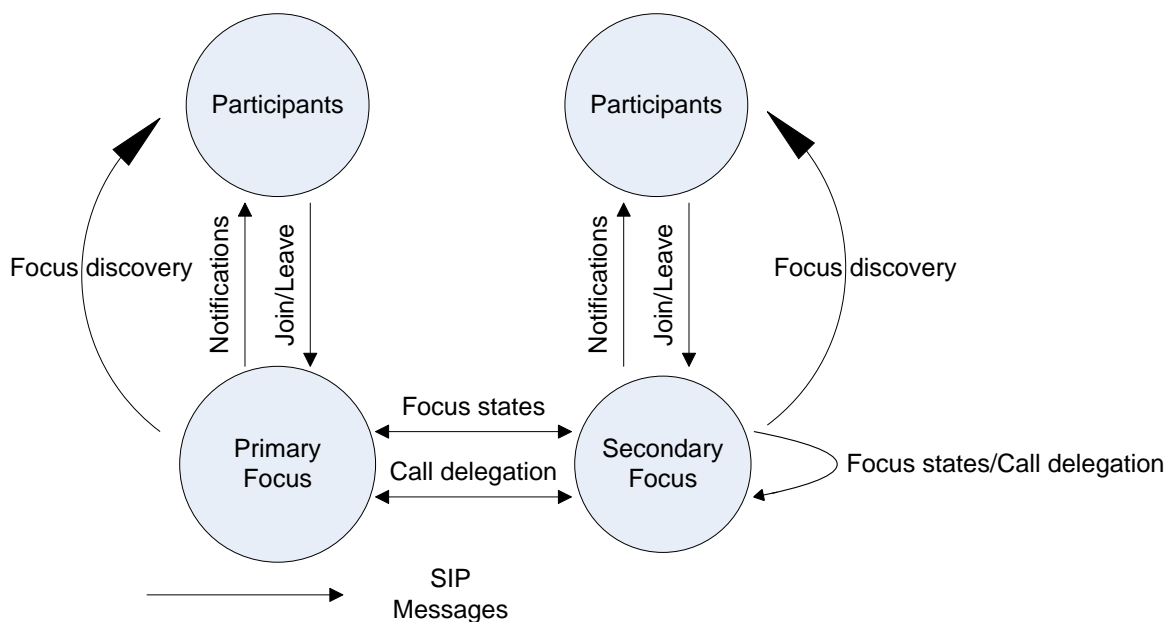 Participants
Participants
Notifications
Join/Leave
Notifications
Join/Leave
Focus discovery
Focus discovery
Focus states
Primary
Focus
Secondary
Focus
Call delegation
Focus states/Call delegation
SIP
Messages